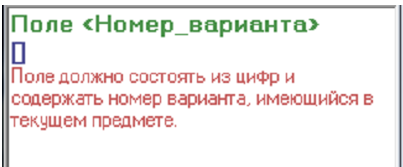 Поле <Номер_варианта>
[]
Поле должно состоять из цифр и
содержать номер варианта, имеющийся в
текущем предмете.